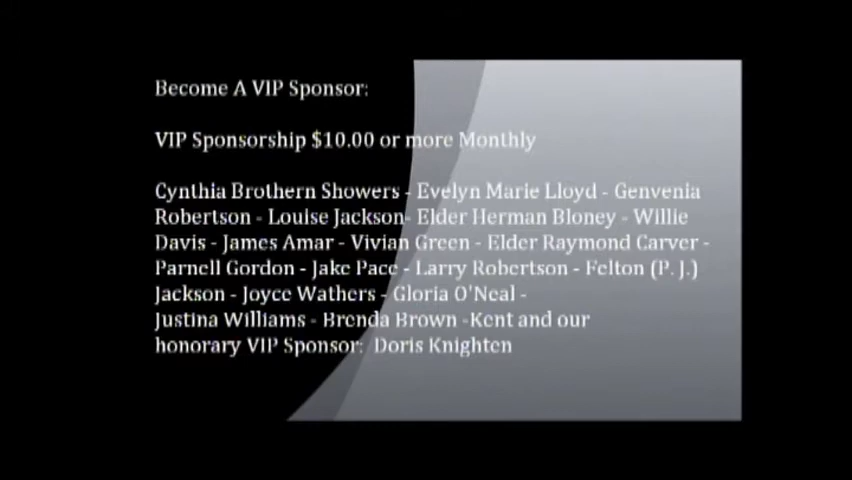 Become A VIP Sponsor:
VIP Sponsorship $10.00 or more Monthly
Cynthia Brothern Showers - Evelyn Marie Lloyd - Genvenia
Robertson - Louise Jackson- Elder Herman Bloney - Willie
Davis - James Amar - Vivian Green - Elder Raymond Carver -
Parnell Gordon - Jake Pace - Larry Robertson - Felton (P. J.)
Jackson - Joyce Wathers - Gloria O'Neal -
Justina Williams - Brenda Brown -Kent and our
honorary VIP Sponsor: Doris Knighten